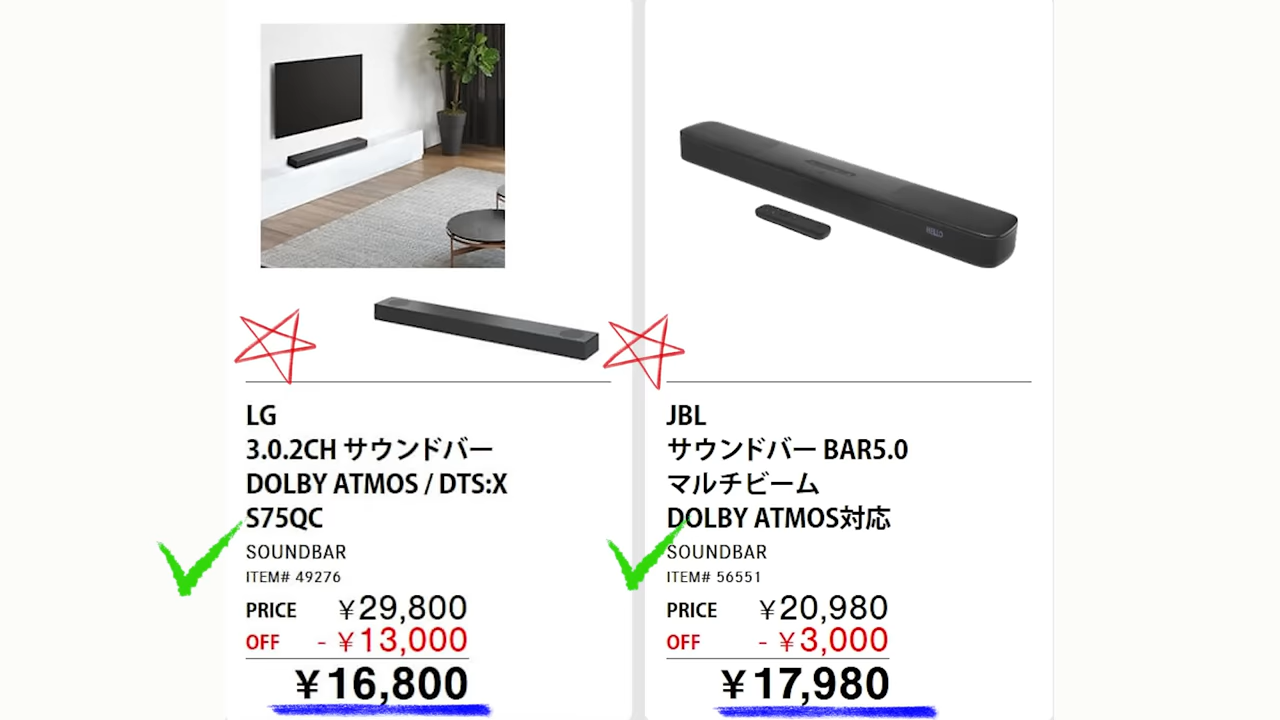 LG
3.0.2CH サウンドバー
DOLBY ATMOS / DTS:X
S75QC
SOUNDBAR
ITEM# 49276
PRICE ¥29,800
OFF - ¥13,000
¥16,800
HELLO
JBL
サウンドバー BAR5.0
マルチビーム
DOLBY ATMOS対応
SOUNDBAR
ITEM# 56551
PRICE ¥20,980
OFF - ¥3,000
¥17,980